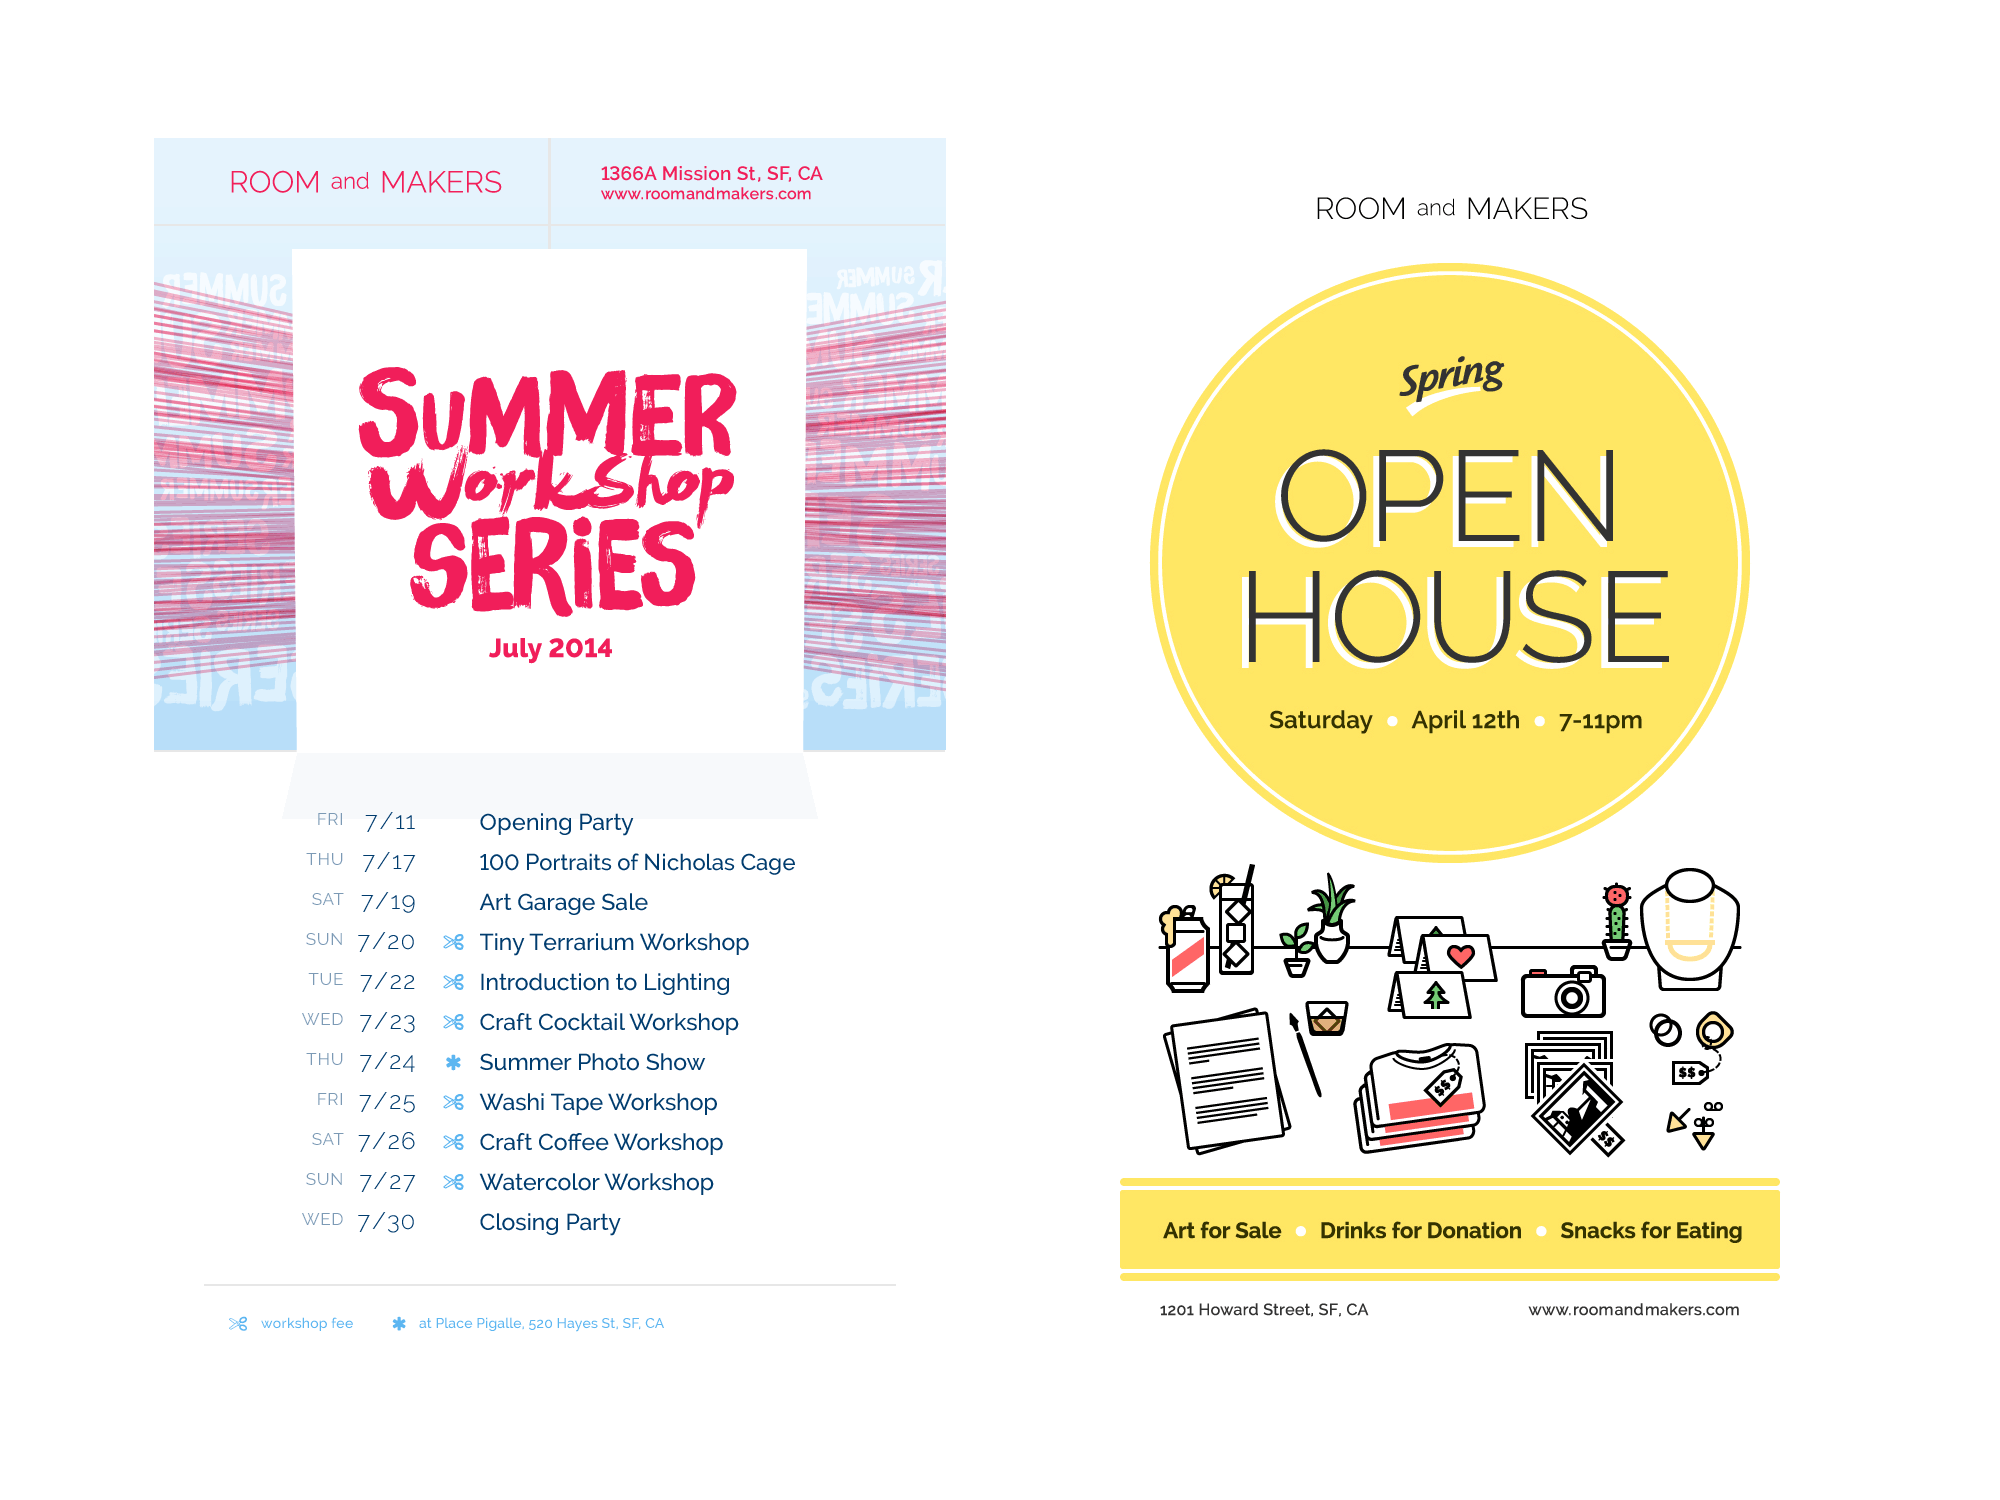 ROOM and MAKERS
1366A Mission St, SF, CA
www.roomandmakers.com
SUMMER
WorkShop
SERIES
July 2014
FRI 7/11 Opening Party
THU 7/17 100 Portraits of Nicholas Cage
SAT 7/19 Art Garage Sale
SUN 7/20 Tiny Terrarium Workshop
TUE 7/22 Introduction to Lighting
WED 7/23 Craft Cocktail Workshop
THU 7/24 ✱ Summer Photo Show
FRI 7/25 Washi Tape Workshop
SAT 7/26 Craft Coffee Workshop
SUN 7/27 Watercolor Workshop
WED 7/30 Closing Party
workshop fee ✱ at Place Pigalle, 520 Hayes St, SF, CA
ROOM and MAKERS
Spring
OPEN
HOUSE
Saturday • April 12th • 7-11pm
$$
$$
$$
Art for Sale • Drinks for Donation • Snacks for Eating
1201 Howard Street, SF, CA
www.roomandmakers.com